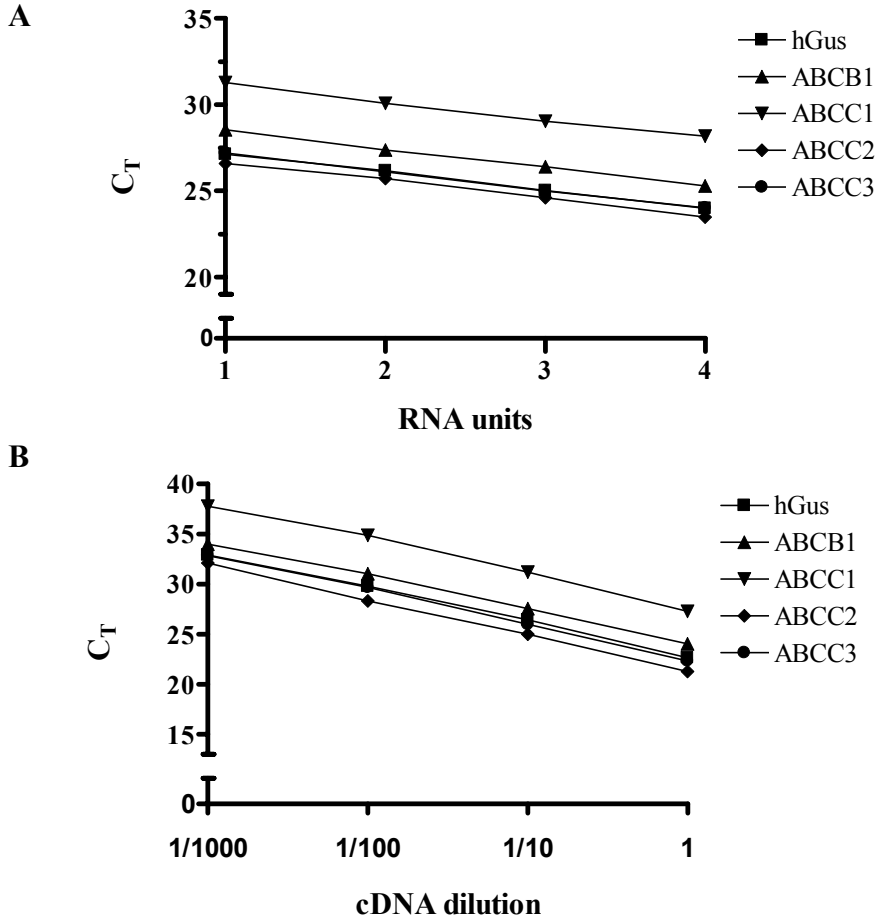 A
35
30
25
20
0
C_T
1 2 3 4
RNA units
hGus
ABCB1
ABCC1
ABCC2
ABCC3
B
40
35
30
25
20
15
0
C_T
1/1000 1/100 1/10 1
cDNA dilution
hGus
ABCB1
ABCC1
ABCC2
ABCC3